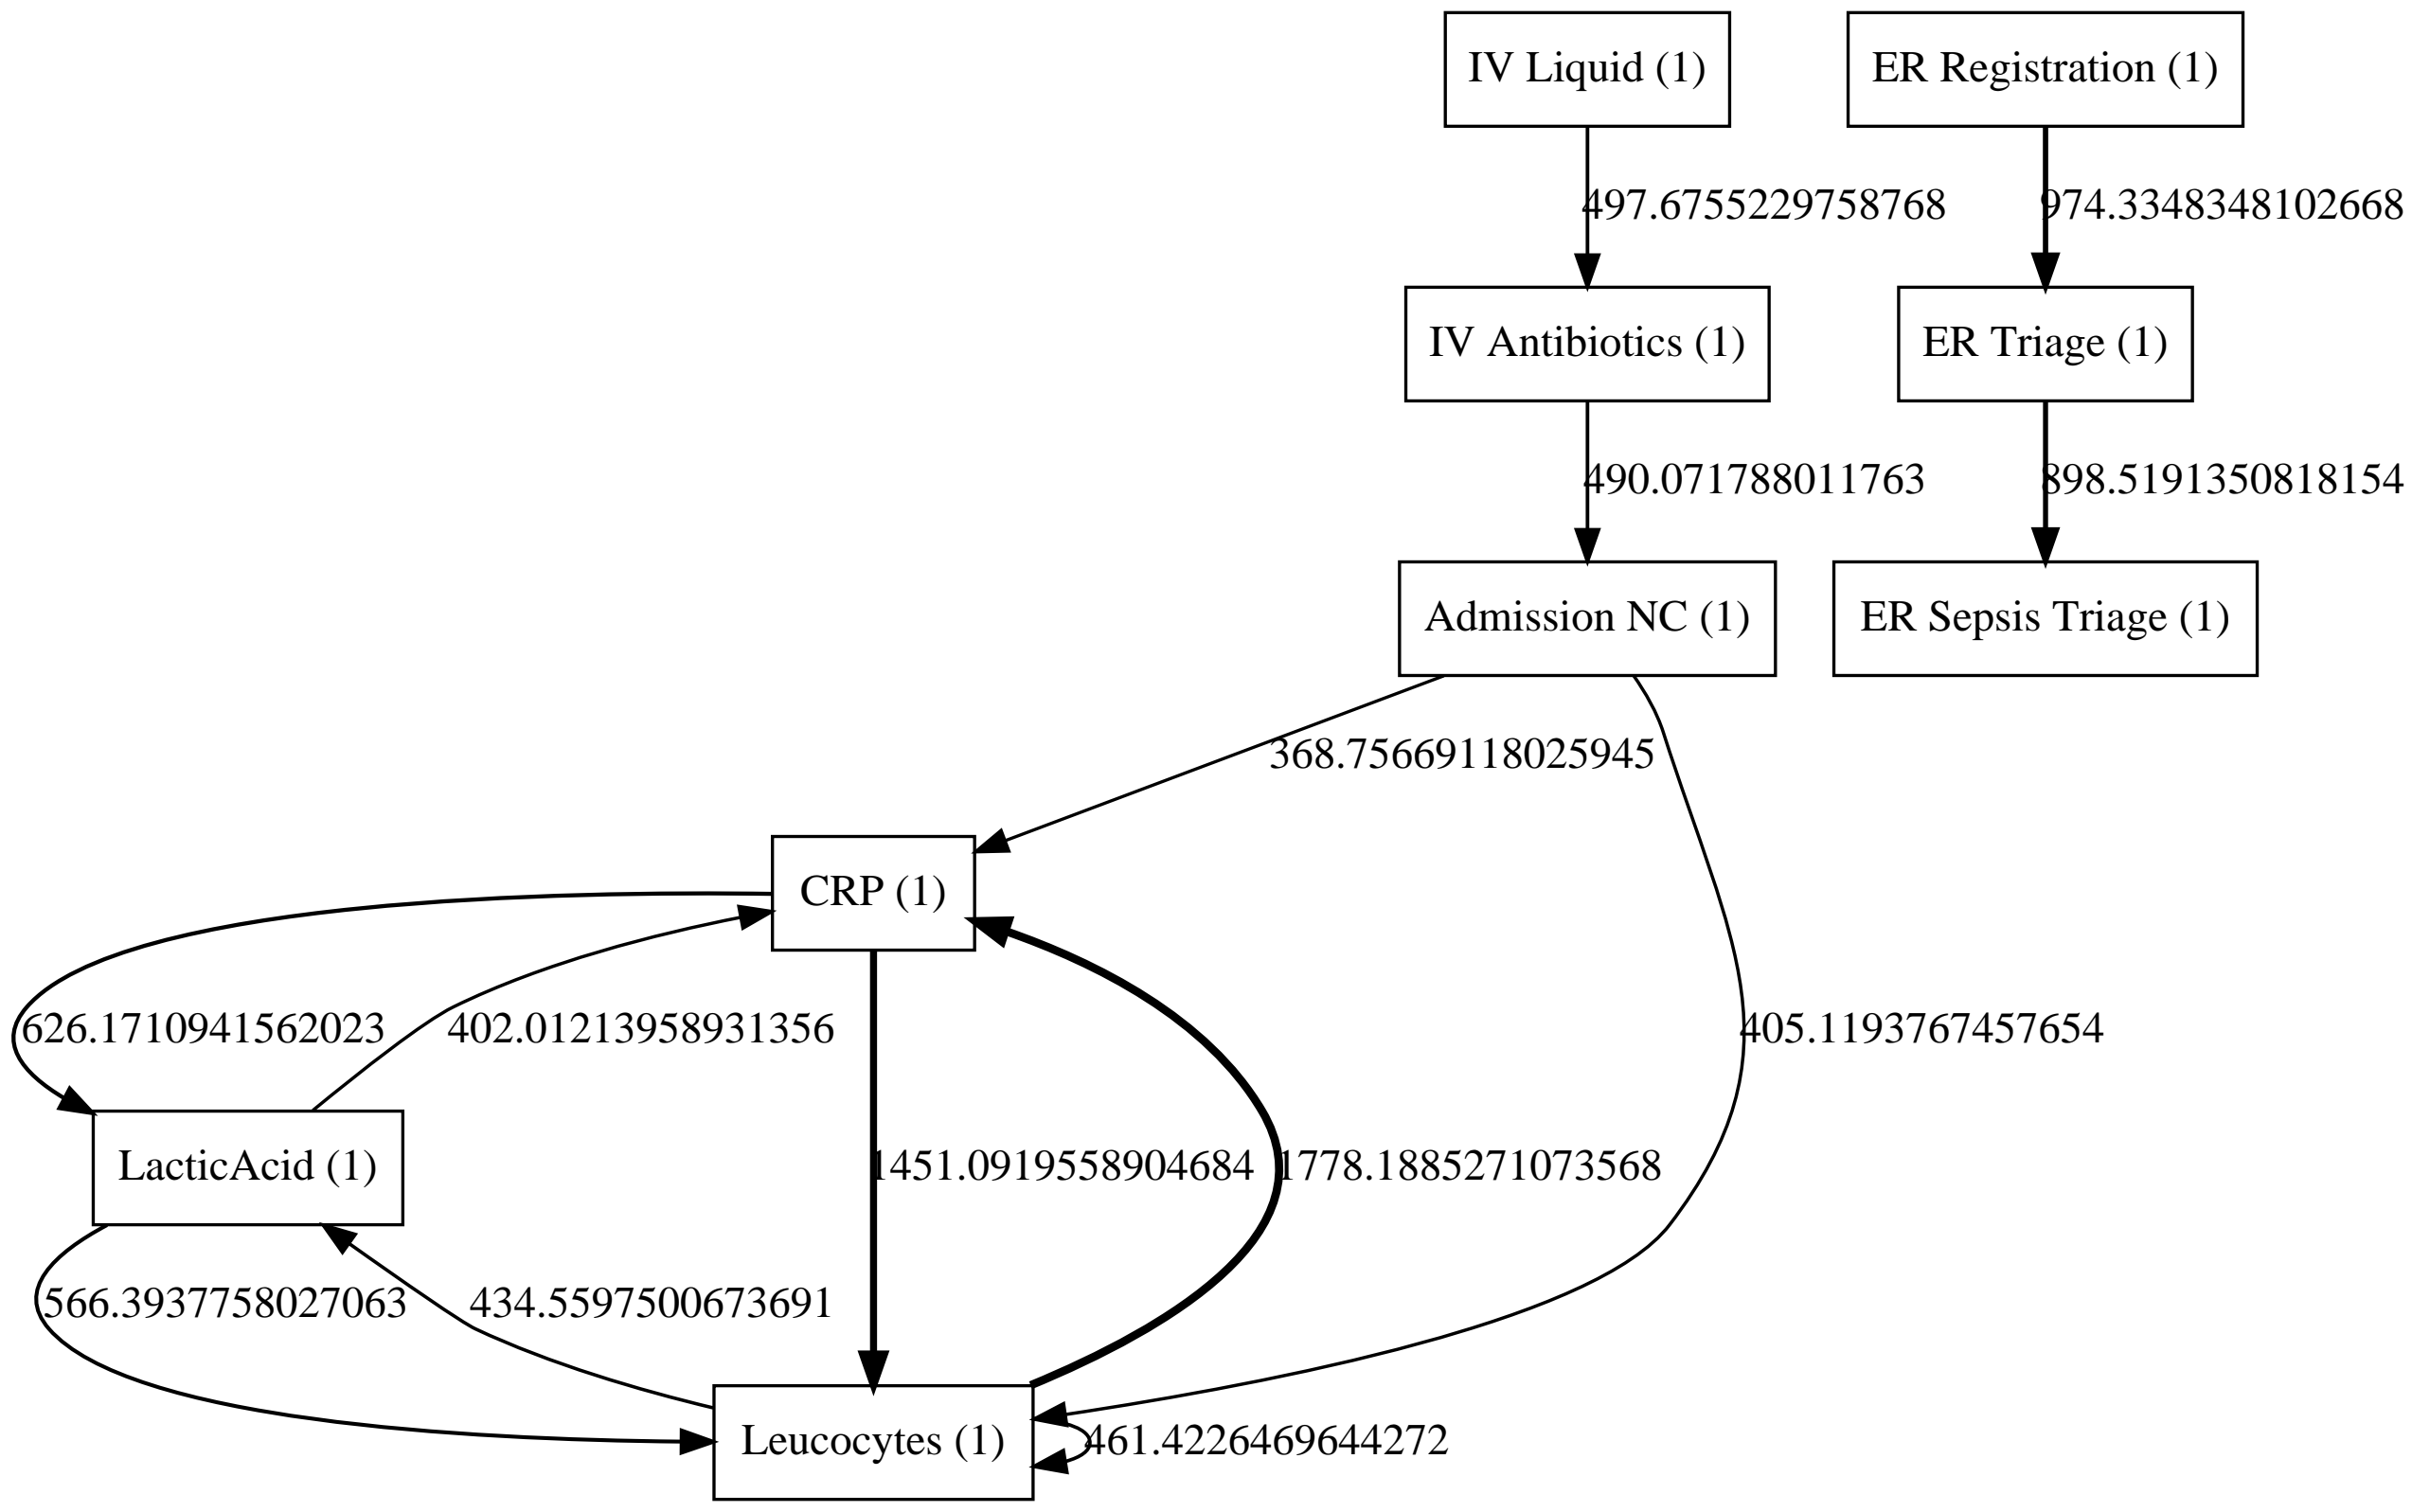 IV Liquid (1)
ER Registration (1)
497.6755229758768
974.3348348102668
IV Antibiotics (1)
ER Triage (1)
490.071788011763
898.5191350818154
Admission NC (1)
ER Sepsis Triage (1)
368.75669118025945
CRP (1)
626.1710941562023
402.01213958931356
405.1193767457654
LacticAcid (1)
1451.0919558904684
1778.1885271073568
566.3937758027063
434.5597500673691
Leucocytes (1)
461.4226469644272